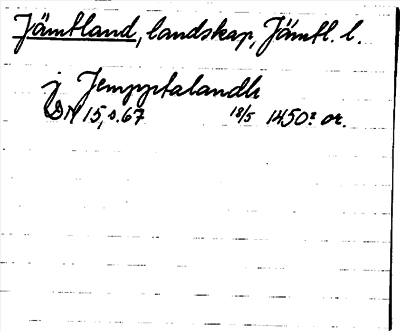 Jämtland, landskap, Jämtl. l.
j Jempptalandh
DN 15, s. 67 18/5 1450? or.